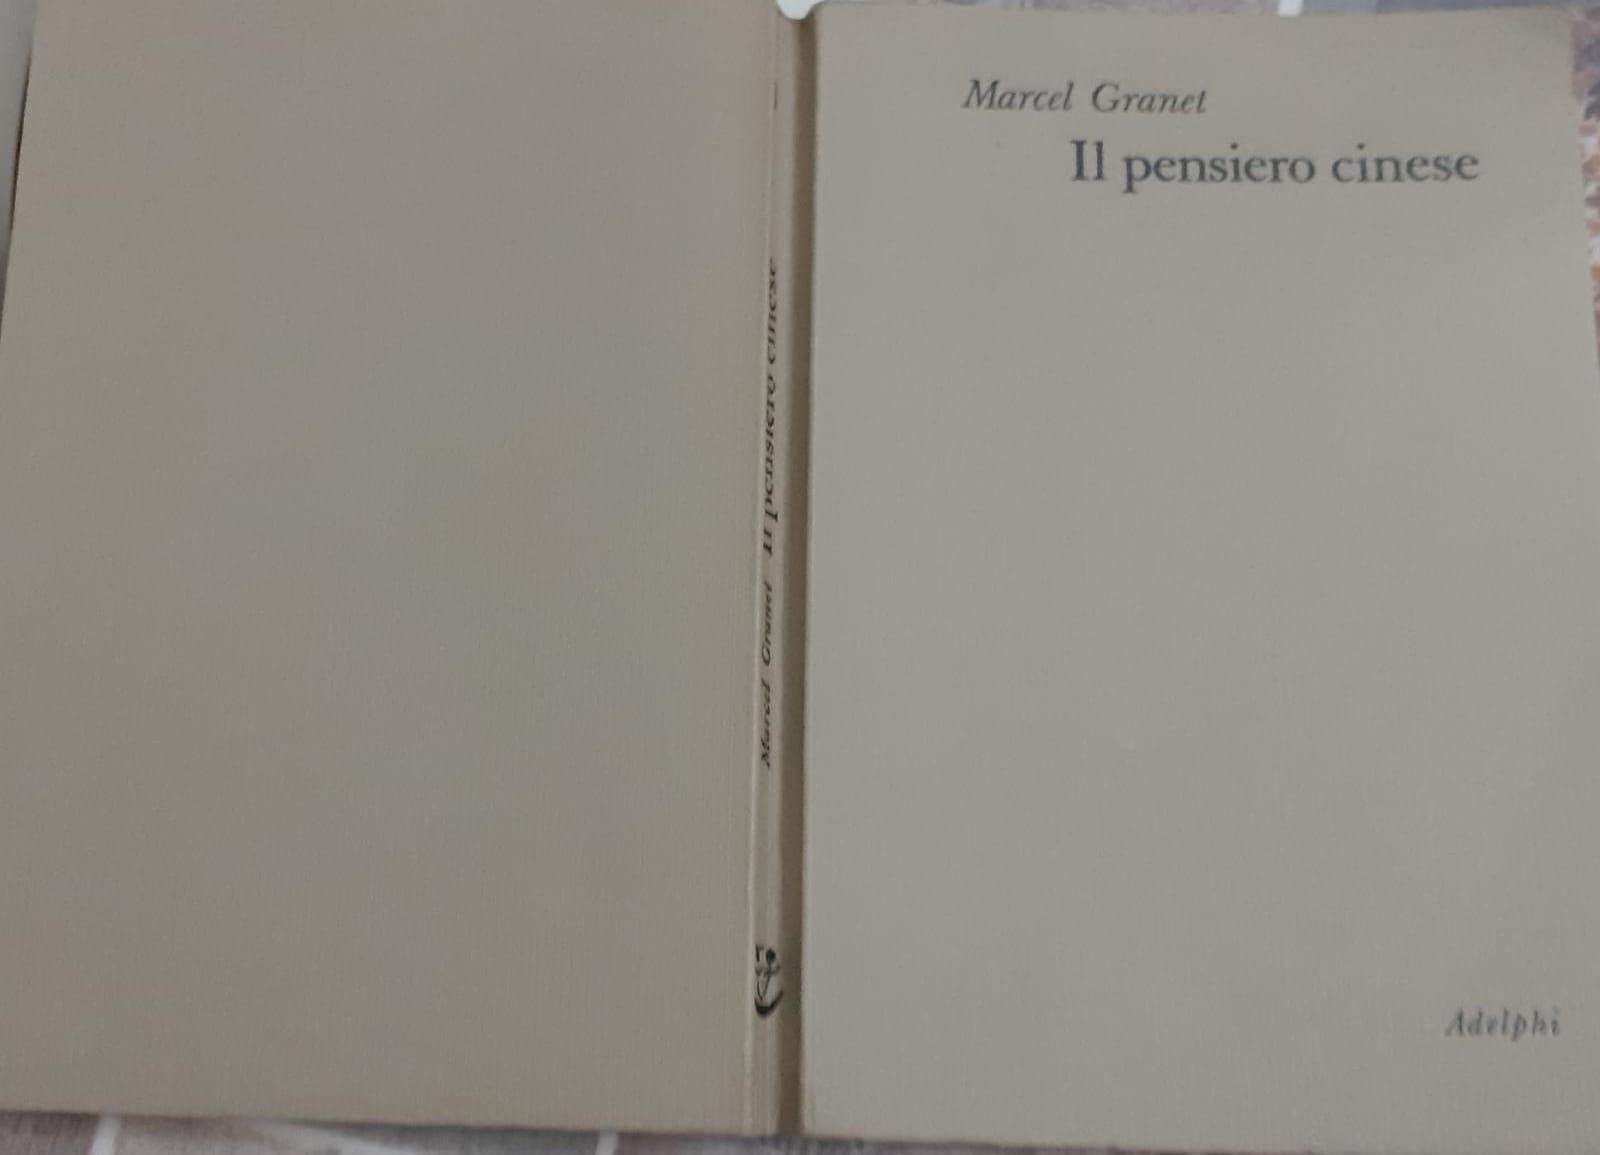 Marcel Granet
Il pensiero cinese
Adelphi
Marcel Granet Il pensiero cinese